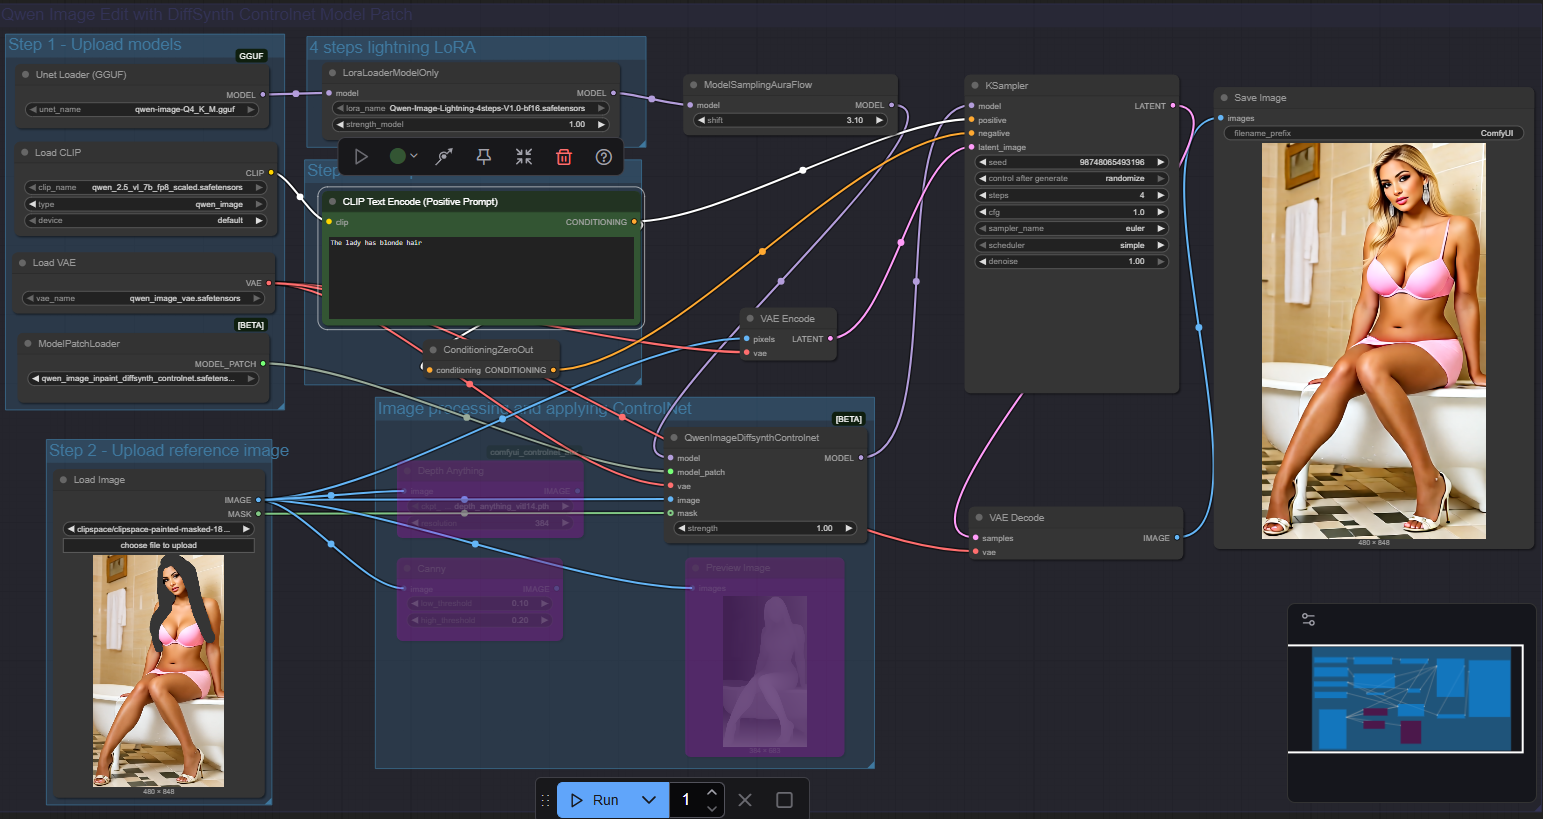 Qwen Image Edit with DiffSynth Controlnet Model Patch
Step 1 - Upload models
GGUF
Unet Loader (GGUF)
MODEL
unet_name qwen-image-Q4_K_M.gguf
Load CLIP
CLIP
clip_name qwen_2.5_vl_7b_fp8_scaled.safetensors
type qwen_image
device default
Load VAE
VAE
vae_name qwen_image_vae.safetensors
[BETA]
ModelPatchLoader
MODEL_PATCH
qwen_image_inpaint_diffsynth_controlnet.safetens...
4 steps lightning LoRA
LoraLoaderModelOnly
model MODEL
lora_name Qwen-Image-Lightning-4steps-V1.0-bf16.safetensors
strength_model 1.00
Step
CLIP Text Encode (Positive Prompt)
clip CONDITIONING
The lady has blonde hair
ConditioningZeroOut
conditioning CONDITIONING
ModelSamplingAuraFlow
model MODEL
shift 3.10
VAE Encode
pixels LATENT
vae
KSampler
model LATENT
positive
negative
latent_image
seed 98748065493196
control after generate randomize
steps 4
cfg 1.0
sampler_name euler
scheduler simple
denoise 1.00
Save Image
images
filename_prefix ComfyUI
480 × 848
Step 2 - Upload reference image
Load Image
IMAGE
MASK
clipspace/clipspace-painted-masked-18...
choose file to upload
480 × 848
Image processing and applying ControlNet
Depth Anything
image IMAGE
depth_anything_vitl14.pth
resolution 384
Canny
image IMAGE
low_threshold 0.10
high_threshold 0.20
[BETA]
QwenImageDiffsynthControlnet
model MODEL
model_patch
vae
image
mask
strength 1.00
Preview Image
images
VAE Decode
samples IMAGE
vae
Run
1